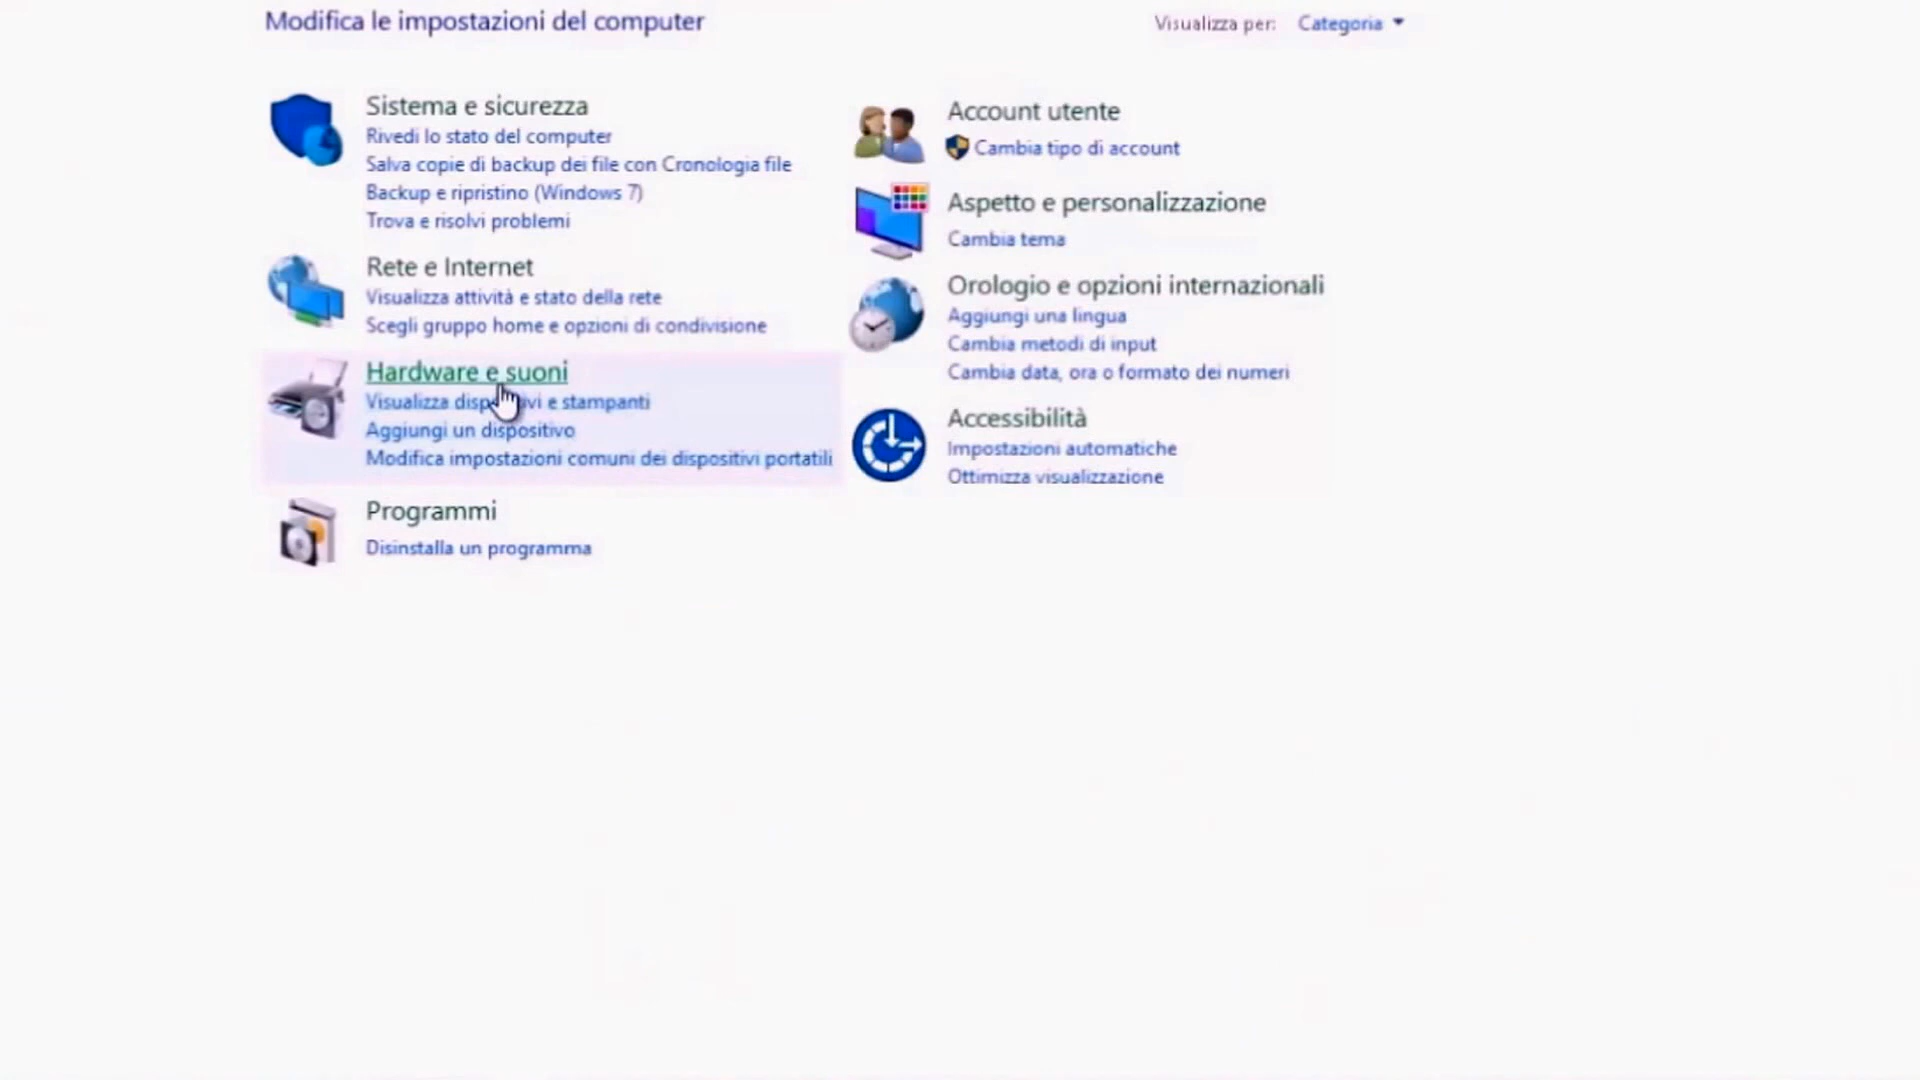 Modifica le impostazioni del computer
Visualizza per: Categoria
Sistema e sicurezza
Rivedi lo stato del computer
Salva copie di backup dei file con Cronologia file
Backup e ripristino (Windows 7)
Trova e risolvi problemi
Rete e Internet
Visualizza attività e stato della rete
Scegli gruppo home e opzioni di condivisione
Hardware e suoni
Visualizza dispositivi e stampanti
Aggiungi un dispositivo
Modifica impostazioni comuni dei dispositivi portatili
Programmi
Disinstalla un programma
Account utente
Cambia tipo di account
Aspetto e personalizzazione
Cambia tema
Orologio e opzioni internazionali
Aggiungi una lingua
Cambia metodi di input
Cambia data, ora o formato dei numeri
Accessibilità
Impostazioni automatiche
Ottimizza visualizzazione